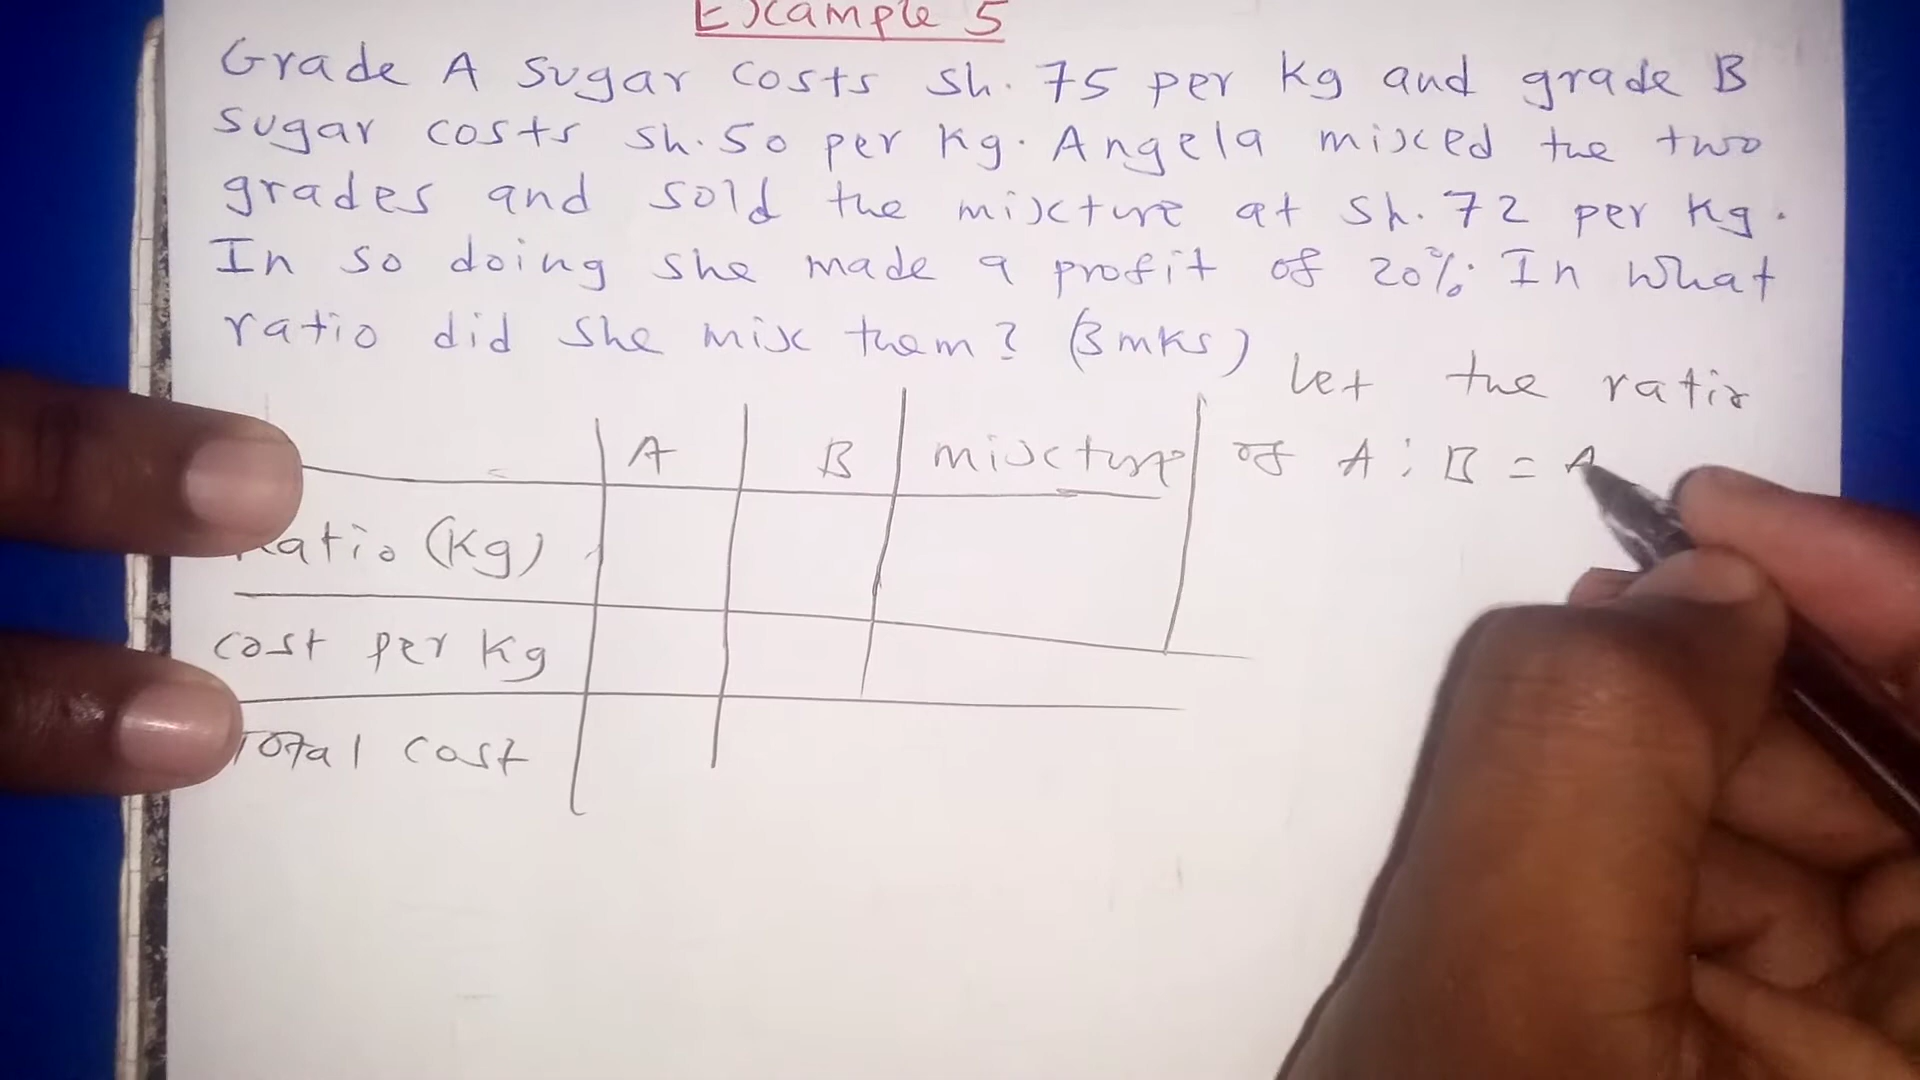 Example 5
Grade A sugar costs sh. 75 per kg and grade B
sugar costs sh. 50 per kg. Angela mixed the two
grades and sold the mixture at sh. 72 per kg.
In so doing she made a profit of 20%. In what
ratio did she mix them? (3mks)
Let the ratio
of A : B = A
A B mixture
Ratio (kg)
cost per kg
Total cost